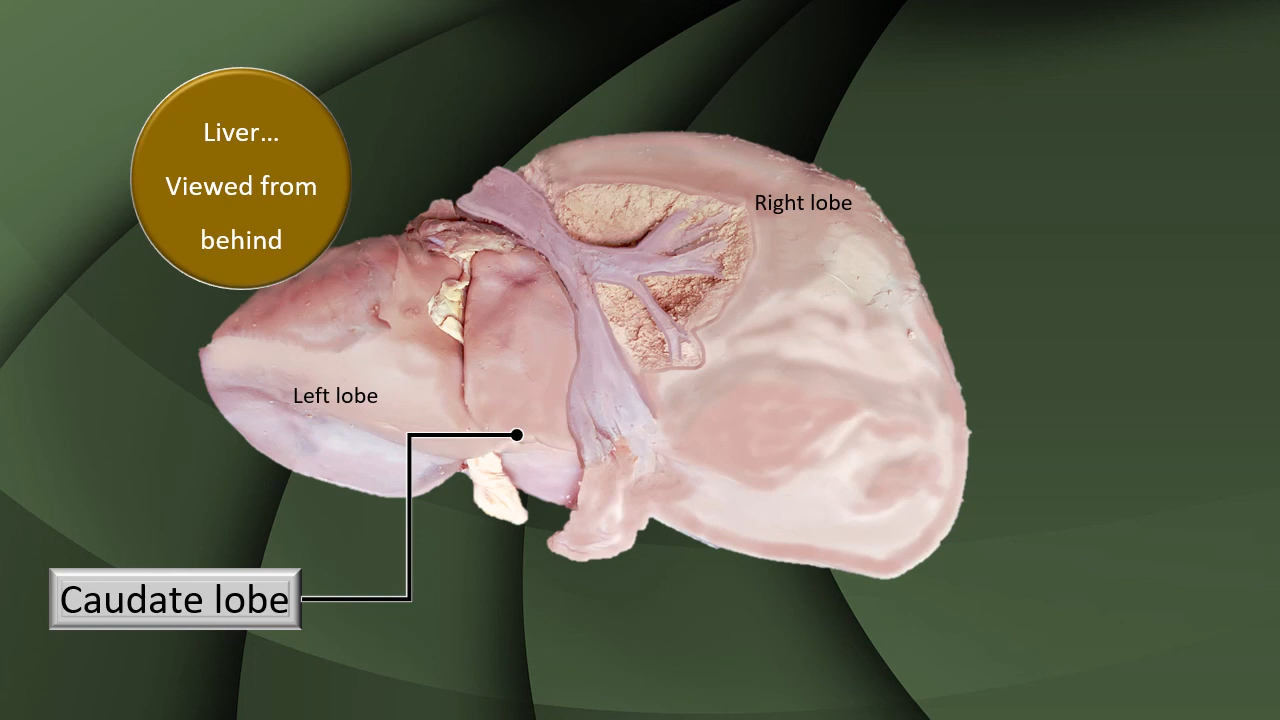 Liver...
Viewed from
behind
Right lobe
Left lobe
Caudate lobe